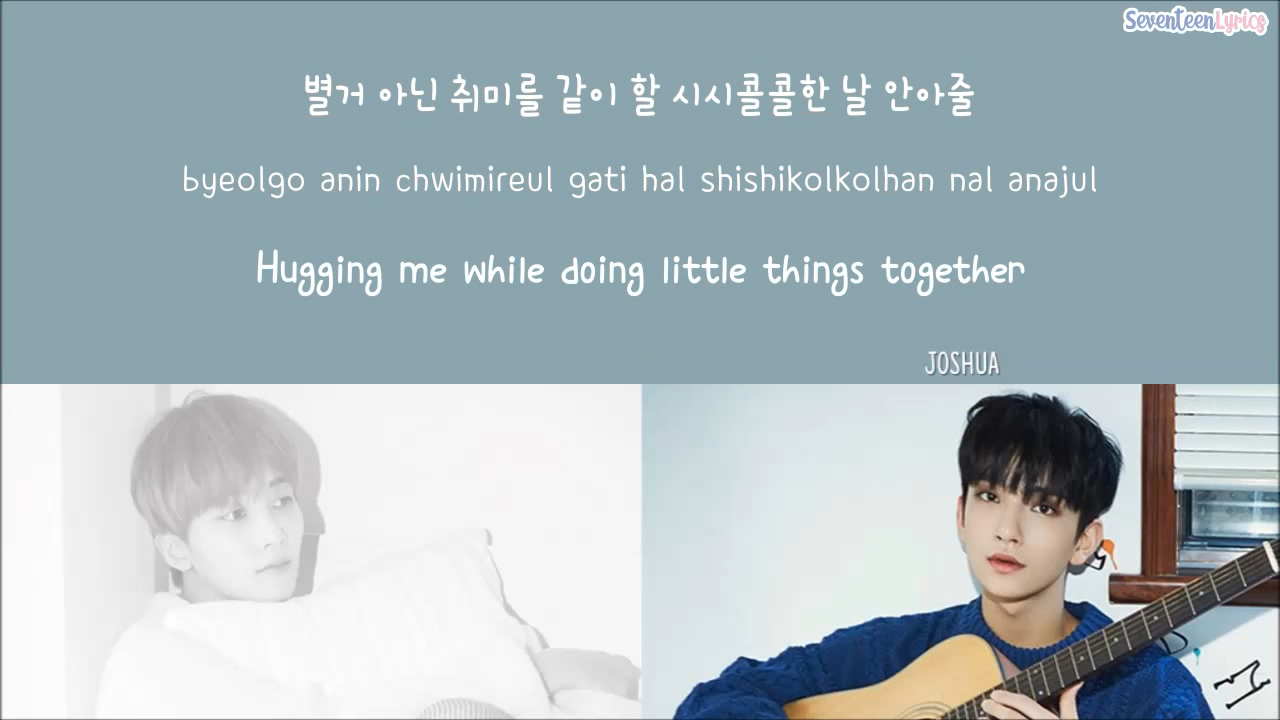 SeventeenLyrics
별거 아닌 취미를 같이 할 시시콜콜한 날 안아줄
byeolgo anin chwimireul gati hal shishikolkolhan nal anajul
Hugging me while doing little things together
JOSHUA